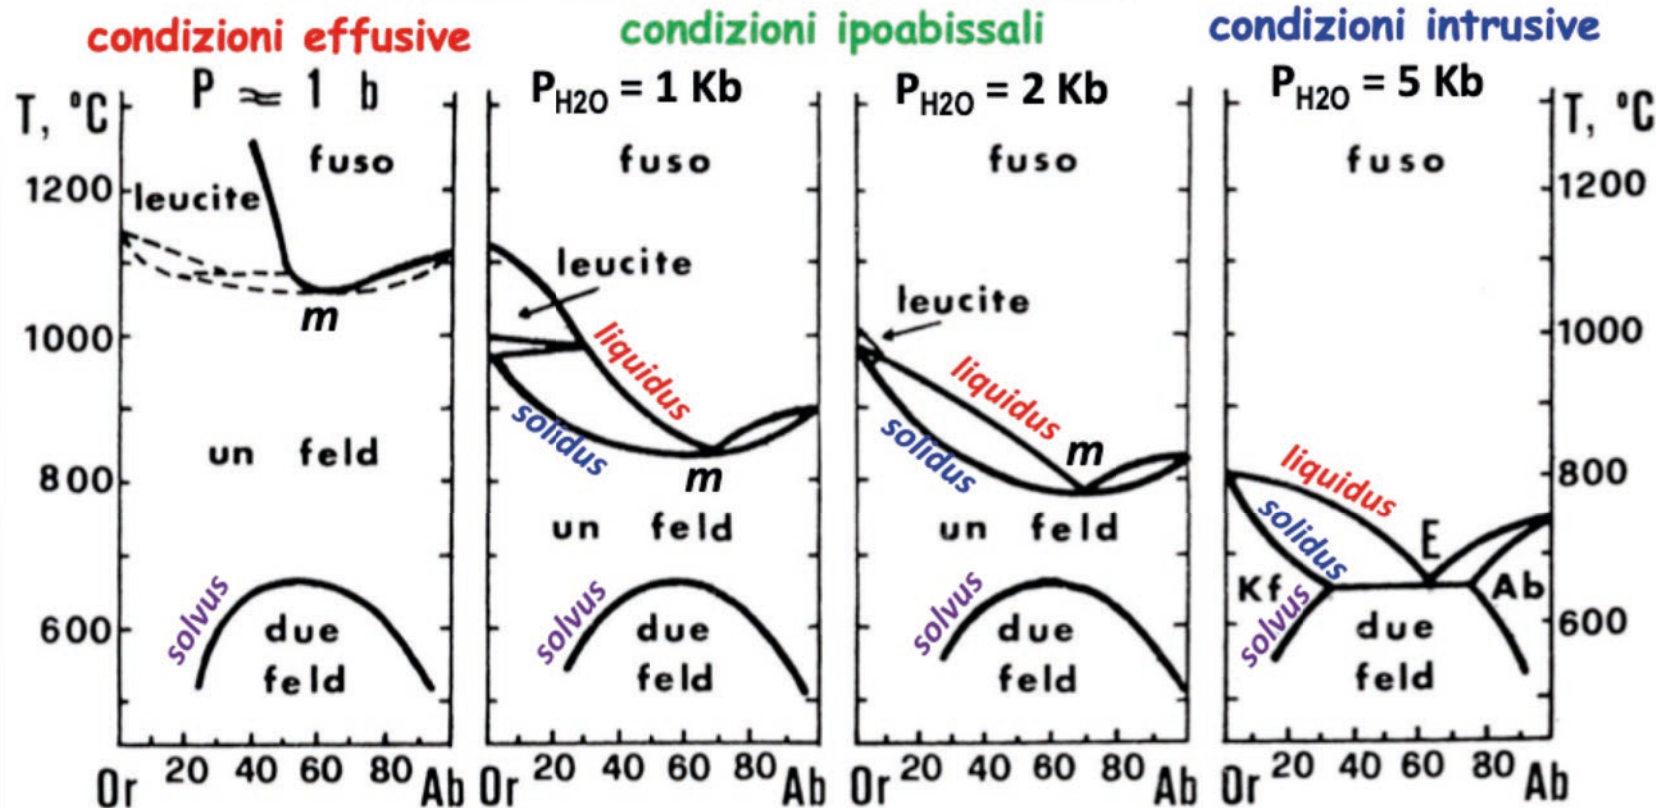 condizioni effusive
condizioni ipoabissali
condizioni intrusive
P ≈ 1 b
T, °C
1200
1000
800
600
fuso
leucite
m
un feld
solvus
due
feld
Or 20 40 60 80 Ab
P_H2O = 1 Kb
fuso
leucite
liquidus
solidus
m
un feld
solvus
due
feld
Or 20 40 60 80 Ab
P_H2O = 2 Kb
fuso
leucite
liquidus
solidus
m
un feld
solvus
due
feld
Or 20 40 60 80 Ab
P_H2O = 5 Kb
T, °C
1200
1000
800
600
fuso
liquidus
solidus
E
Kf
Ab
solvus
due
feld
Or 20 40 60 80 Ab